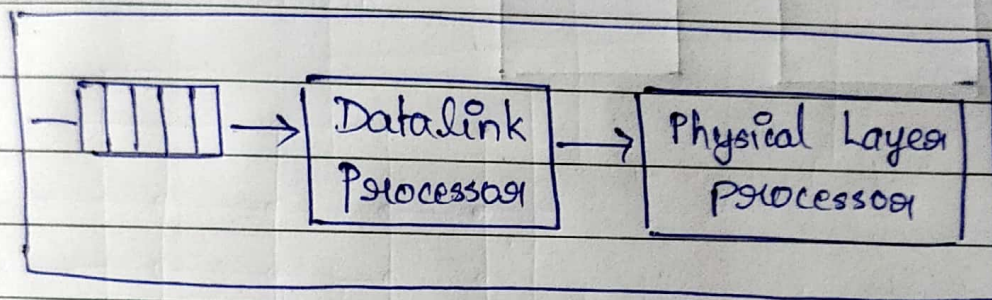 Datalink
Processor
Physical Layer
processor